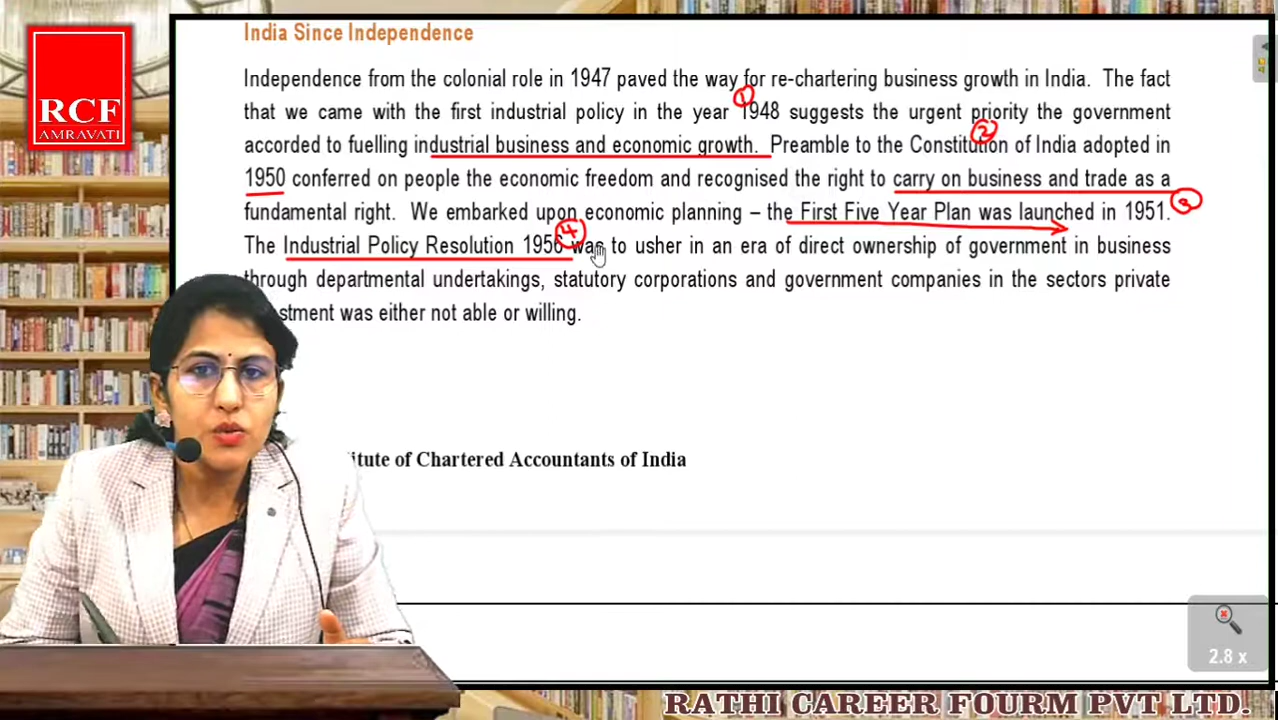 India Since Independence
Independence from the colonial role in 1947 paved the way for re-chartering business growth in India. The fact
that we came with the first industrial policy in the year 1948 suggests the urgent priority the government
accorded to fuelling industrial business and economic growth. Preamble to the Constitution of India adopted in
1950 conferred on people the economic freedom and recognised the right to carry on business and trade as a
fundamental right. We embarked upon economic planning – the First Five Year Plan was launched in 1951.
The Industrial Policy Resolution 1956 was to usher in an era of direct ownership of government in business
through departmental undertakings, statutory corporations and government companies in the sectors private
stment was either not able or willing.
1
2
3
4
RCF
AMRAVATI
itute of Chartered Accountants of India
2.8 x
RATHI CAREER FOURM PVT LTD.